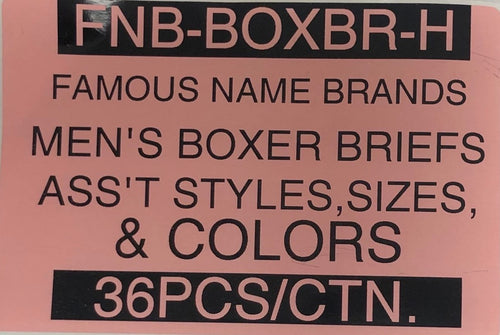 FNB-BOXBR-H
FAMOUS NAME BRANDS
MEN'S BOXER BRIEFS
ASS'T STYLES,SIZES,
& COLORS
36PCS/CTN.